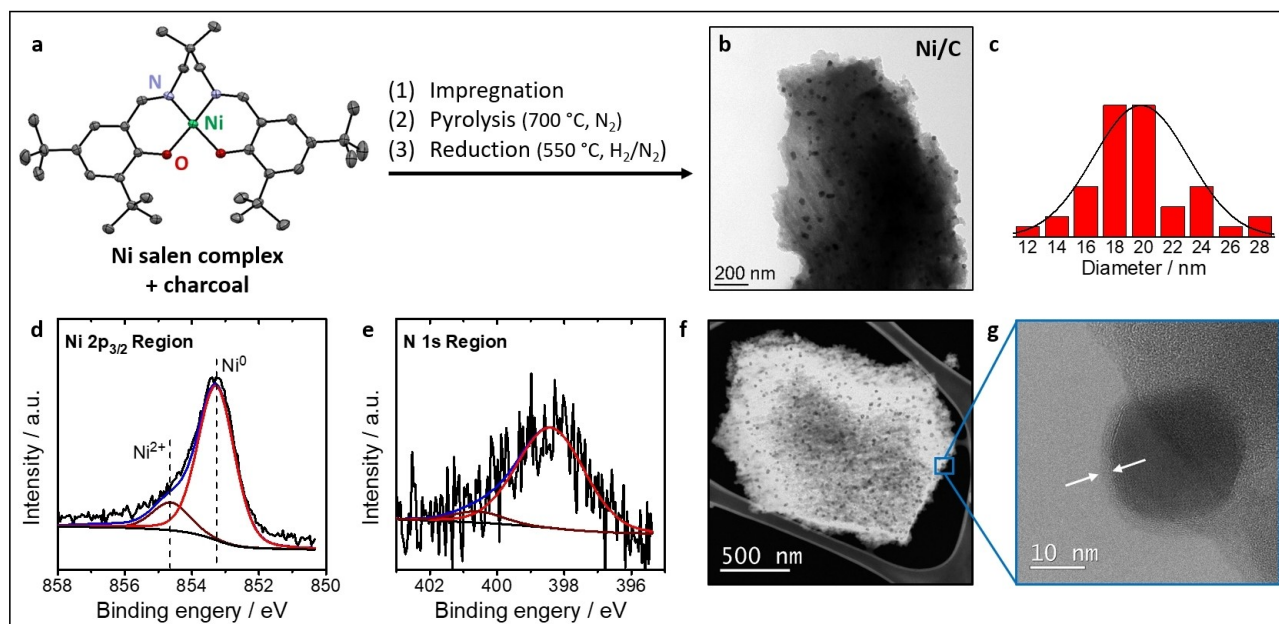 a
N
Ni
O
Ni salen complex
+ charcoal
(1) Impregnation
(2) Pyrolysis (700 °C, N₂)
(3) Reduction (550 °C, H₂/N₂)
b
Ni/C
200 nm
c
12 14 16 18 20 22 24 26 28
Diameter / nm
d
Ni 2p₃/₂ Region
Ni⁰
Ni²⁺
Intensity / a.u.
858 856 854 852 850
Binding engery / eV
e
N 1s Region
Intensity / a.u.
402 400 398 396
Binding engery / eV
f
500 nm
g
10 nm